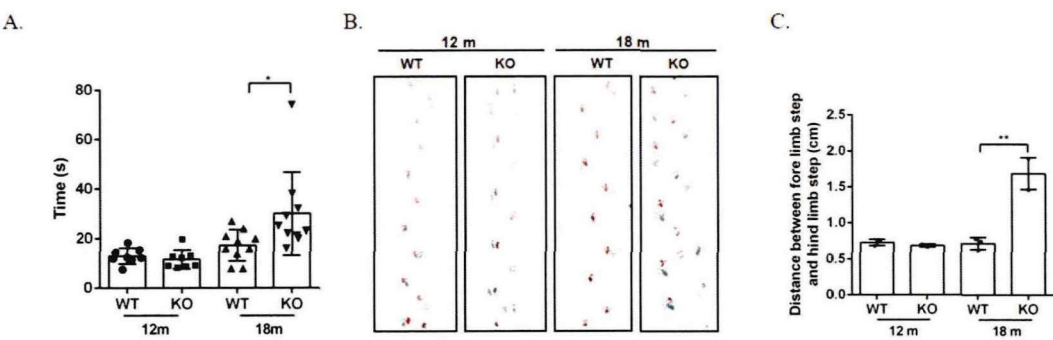 A.
Time (s)
80
60
40
20
0
*
WT KO WT KO
12m 18m
B.
12 m 18 m
WT KO WT KO
C.
Distance between fore limb step
and hind limb step (cm)
2.5
2.0
1.5
1.0
0.5
0.0
**
WT KO WT KO
12 m 18 m